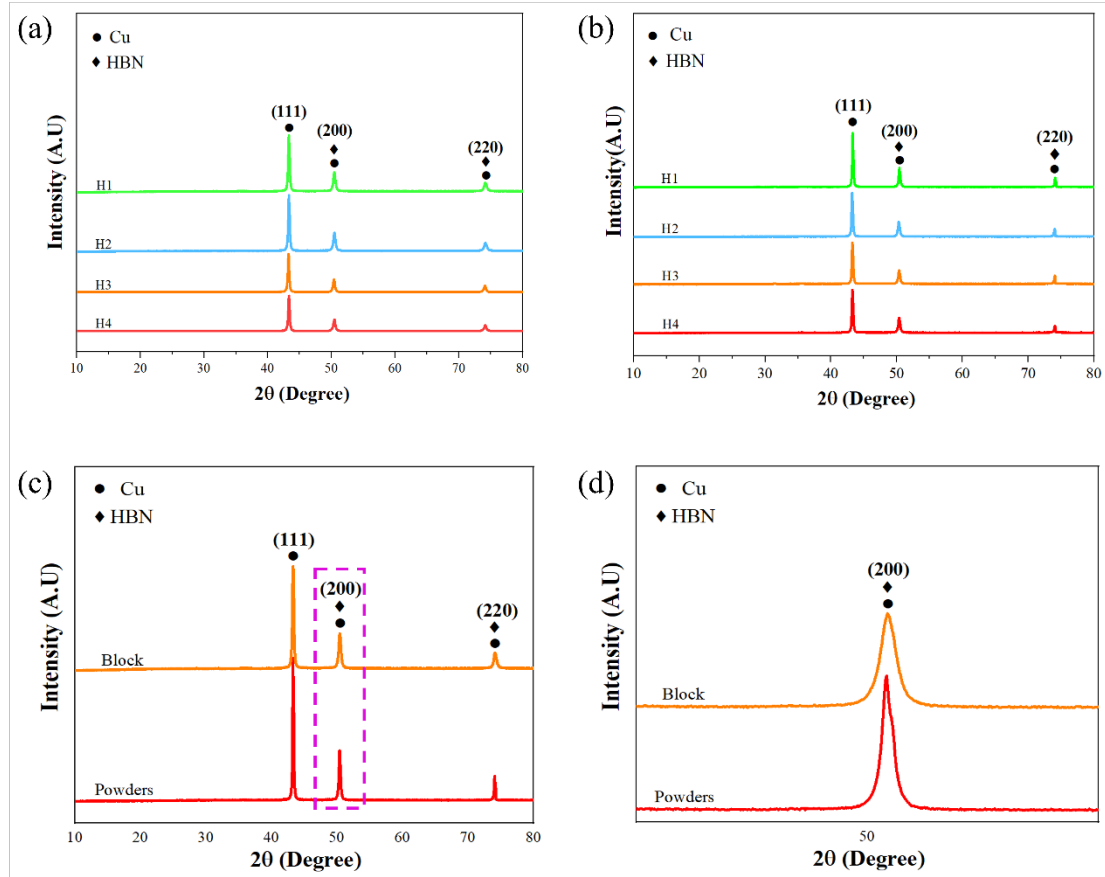 (a)
● Cu
♦ HBN
(111)
(200)
(220)
H1
H2
H3
H4
10 20 30 40 50 60 70 80
2θ (Degree)
Intensity (A.U)
(b)
● Cu
♦ HBN
(111)
(200)
(220)
H1
H2
H3
H4
10 20 30 40 50 60 70 80
2θ (Degree)
Intensity(A.U)
(c)
● Cu
♦ HBN
(111)
(200)
(220)
Block
Powders
10 20 30 40 50 60 70 80
2θ (Degree)
Intensity (A.U)
(d)
● Cu
♦ HBN
(200)
Block
Powders
50
2θ (Degree)
Intensity (A.U)